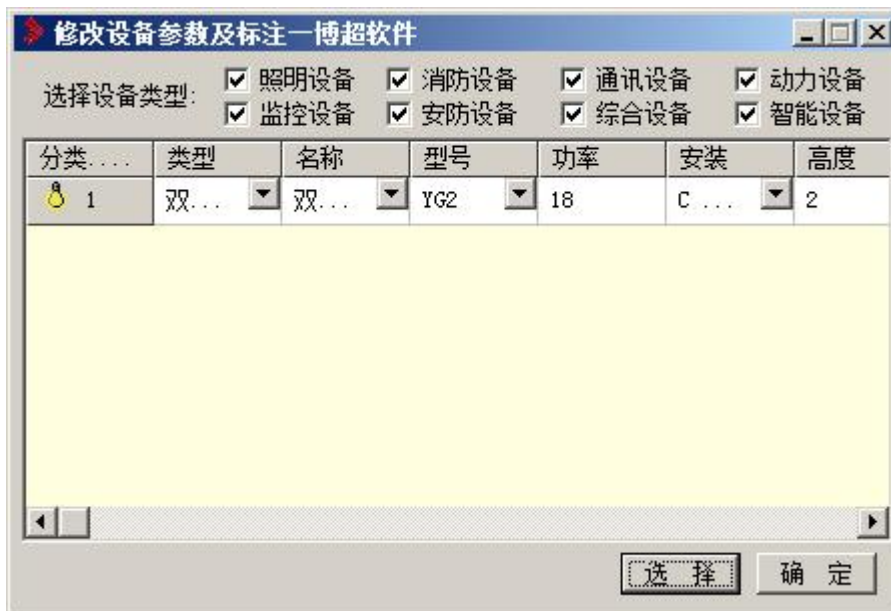 修改设备参数及标注—博超软件
选择设备类型: 照明设备 消防设备 通讯设备 动力设备
监控设备 安防设备 综合设备 智能设备
分类.... 类型 名称 型号 功率 安装 高度
1 双... 双... YG2 18 C ... 2
选 择 确 定